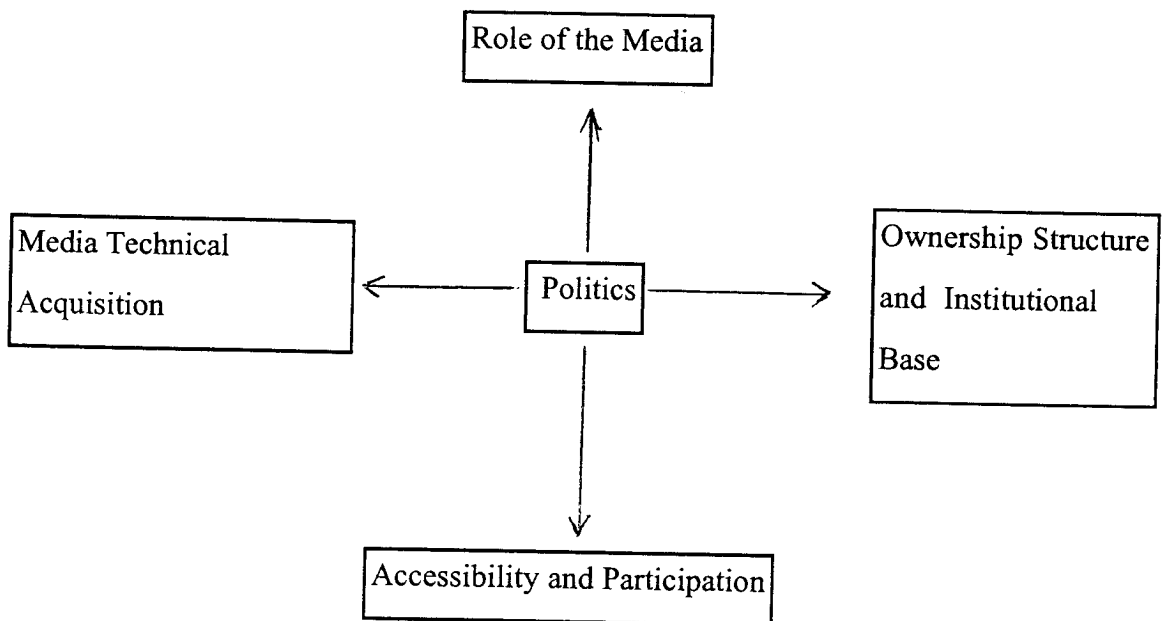 Role of the Media
Media Technical
Acquisition
Politics
Ownership Structure
and Institutional
Base
Accessibility and Participation